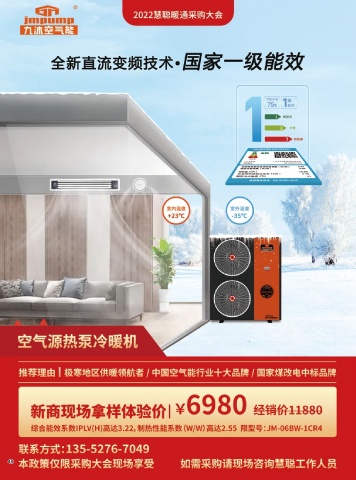 jmpump
九沐空气能
2022慧聪暖通采购大会
全新直流变频技术·国家一级能效
1
75%
1级
室内温度
+23℃
室外温度
-35℃
空气源热泵冷暖机
推荐理由 | 极寒地区供暖领航者 / 中国空气能行业十大品牌 / 国家煤改电中标品牌
新商现场拿样体验价| ¥6980 经销价11880
综合能效系数IPLV(H)高达3.22, 制热性能系数 (W/W)高达2.55 限型号: JM-06BW-1CR4
联系方式: 135-5276-7049
本政策仅限采购大会现场享受 如需采购请现场咨询慧聪工作人员